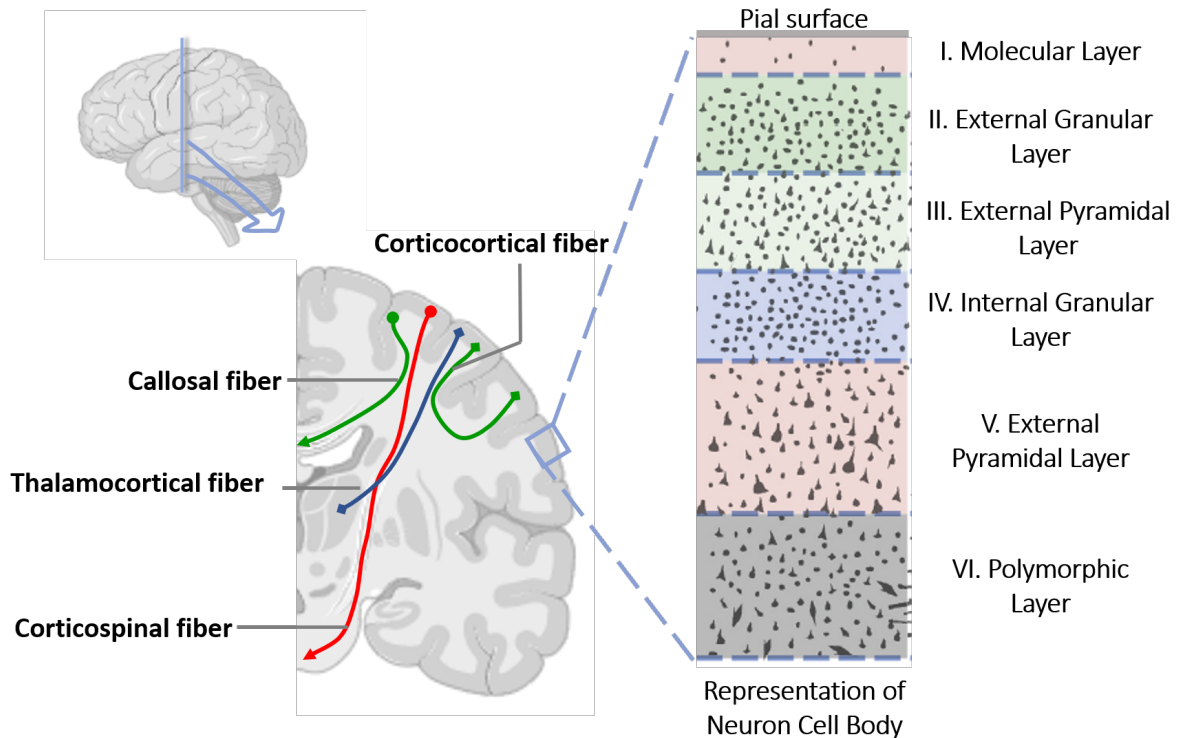 Pial surface
I. Molecular Layer
II. External Granular
Layer
III. External Pyramidal
Layer
Corticocortical fiber
IV. Internal Granular
Layer
Callosal fiber
V. External
Pyramidal Layer
Thalamocortical fiber
VI. Polymorphic
Layer
Corticospinal fiber
Representation of
Neuron Cell Body